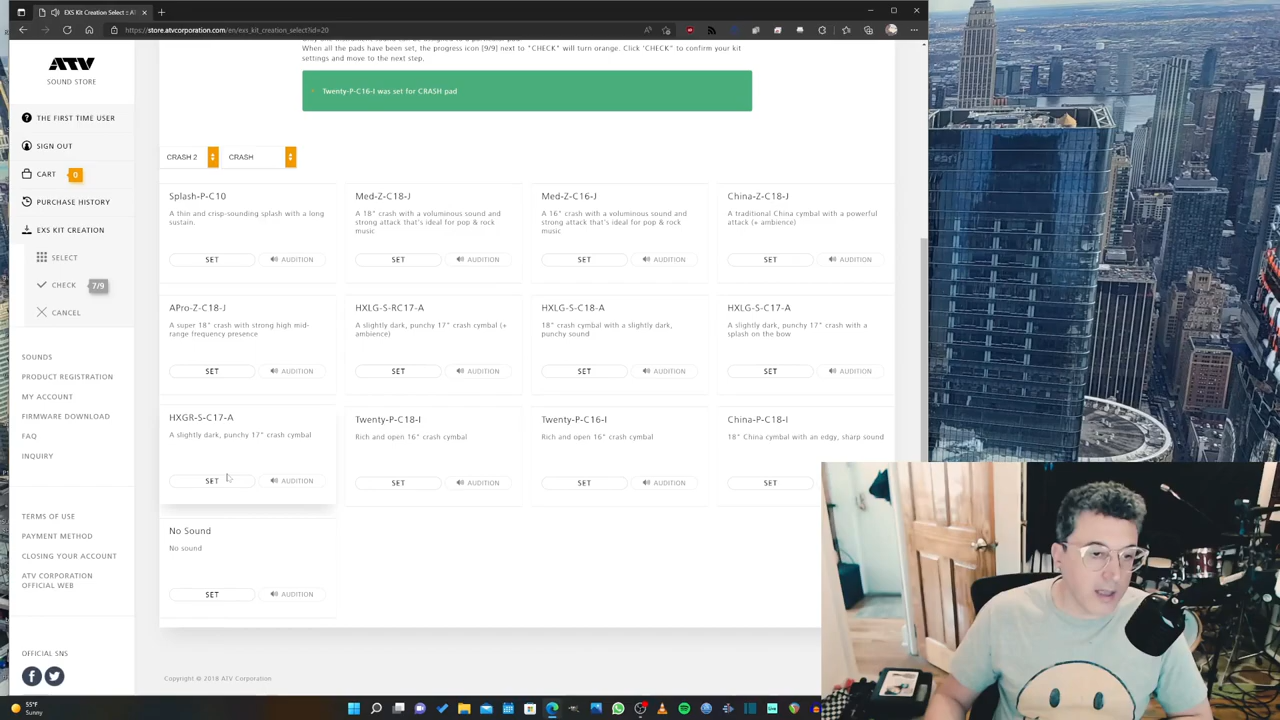 EXS Kit Creation Select :: AT
https://store.atvcorporation.com/en/exs_kit_creation_select?id=20
ATV
SOUND STORE
THE FIRST TIME USER
SIGN OUT
CART 0
PURCHASE HISTORY
EXS KIT CREATION
SELECT
CHECK 7/9
CANCEL
SOUNDS
PRODUCT REGISTRATION
MY ACCOUNT
FIRMWARE DOWNLOAD
FAQ
INQUIRY
TERMS OF USE
PAYMENT METHOD
CLOSING YOUR ACCOUNT
ATV CORPORATION
OFFICIAL WEB
OFFICIAL SNS
When all the pads have been set, the progress icon [9/9] next to "CHECK" will turn orange. Click 'CHECK' to confirm your kit
settings and move to the next step.
Twenty-P-C16-I was set for CRASH pad
CRASH 2 CRASH
Splash-P-C10
A thin and crisp-sounding splash with a long
sustain.
SET AUDITION
Med-Z-C18-J
A 18" crash with a voluminous sound and
strong attack that's ideal for pop & rock
music
SET AUDITION
Med-Z-C16-J
A 16" crash with a voluminous sound and
strong attack that's ideal for pop & rock
music
SET AUDITION
China-Z-C18-J
A traditional China cymbal with a powerful
attack (+ ambience)
SET AUDITION
APro-Z-C18-J
A super 18" crash with strong high mid-
range frequency presence
SET AUDITION
HXLG-S-RC17-A
A slightly dark, punchy 17" crash cymbal (+
ambience)
SET AUDITION
HXLG-S-C18-A
18" crash cymbal with a slightly dark,
punchy sound
SET AUDITION
HXLG-S-C17-A
A slightly dark, punchy 17" crash with a
splash on the bow
SET AUDITION
HXGR-S-C17-A
A slightly dark, punchy 17" crash cymbal
SET AUDITION
Twenty-P-C18-I
Rich and open 16" crash cymbal
SET AUDITION
Twenty-P-C16-I
Rich and open 16" crash cymbal
SET AUDITION
China-P-C18-I
18" China cymbal with an edgy, sharp sound
SET
No Sound
No sound
SET AUDITION
Copyright © 2018 ATV Corporation
55°F
Sunny